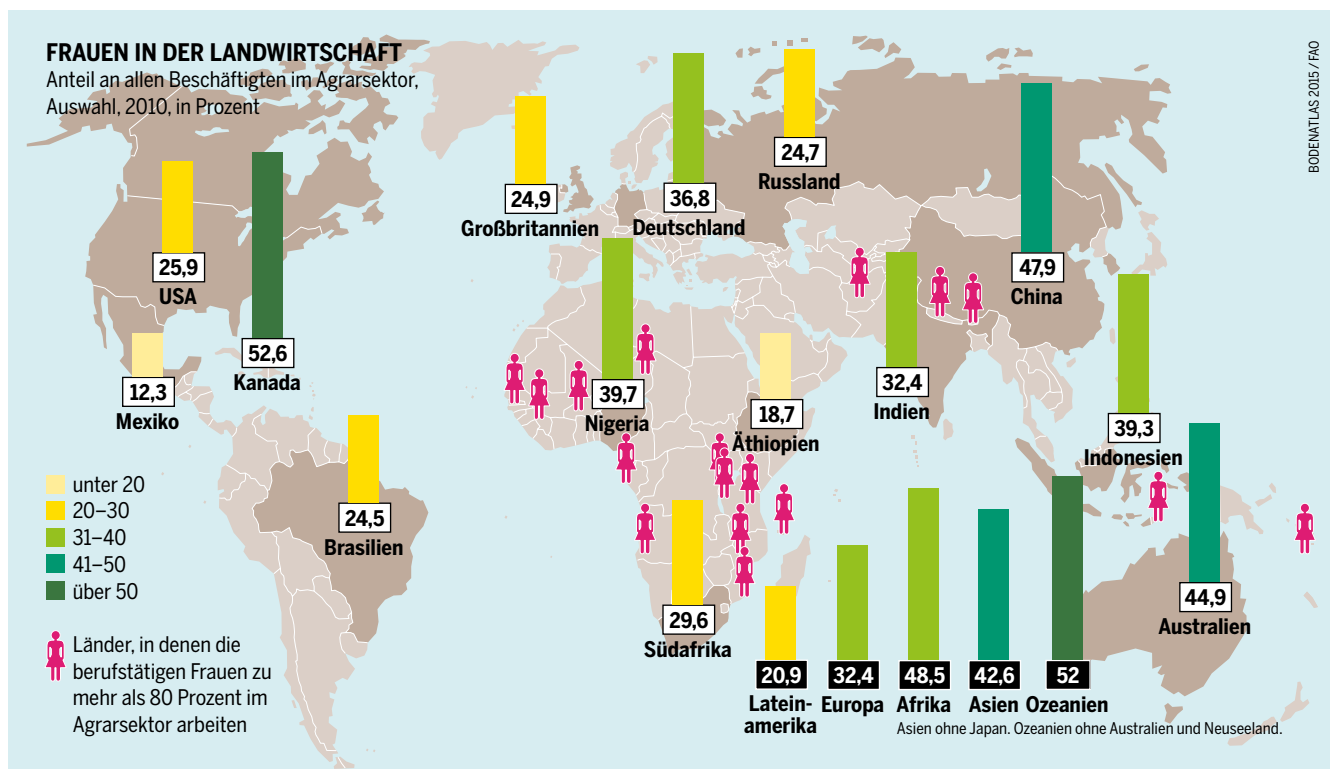 FRAUEN IN DER LANDWIRTSCHAFT
Anteil an allen Beschäftigten im Agrarsektor,
Auswahl, 2010, in Prozent
BODENATLAS 2015 / FAO
25,9
USA
52,6
Kanada
12,3
Mexiko
24,5
Brasilien
24,9
Großbritannien
36,8
Deutschland
24,7
Russland
47,9
China
39,7
Nigeria
18,7
Äthiopien
32,4
Indien
39,3
Indonesien
29,6
Südafrika
44,9
Australien
unter 20
20–30
31–40
41–50
über 50
Länder, in denen die
berufstätigen Frauen zu
mehr als 80 Prozent im
Agrarsektor arbeiten
20,9
Latein-
amerika
32,4
Europa
48,5
Afrika
42,6
Asien
52
Ozeanien
Asien ohne Japan. Ozeanien ohne Australien und Neuseeland.